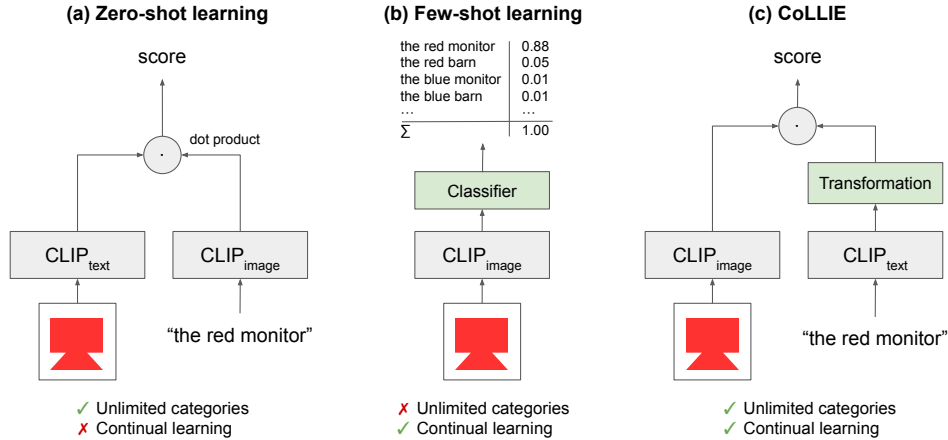 (a) Zero-shot learning
score
dot product
·
CLIPtext
CLIPimage
“the red monitor”
✓ Unlimited categories
✗ Continual learning
(b) Few-shot learning
the red monitor 0.88
the red barn 0.05
the blue monitor 0.01
the blue barn 0.01
... ...
Σ 1.00
Classifier
CLIPimage
✗ Unlimited categories
✓ Continual learning
(c) CoLLIE
score
·
Transformation
CLIPimage
CLIPtext
“the red monitor”
✓ Unlimited categories
✓ Continual learning